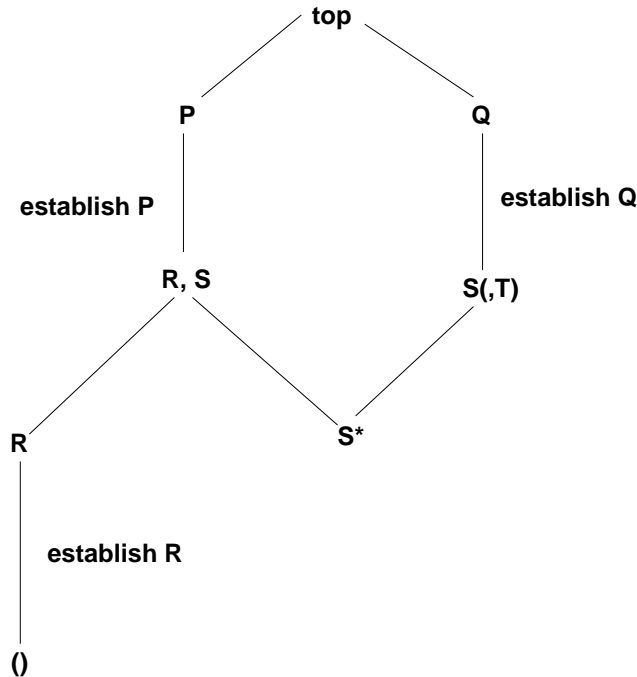 top
P
Q
establish P
establish Q
R, S
S(,T)
R
S*
establish R
()